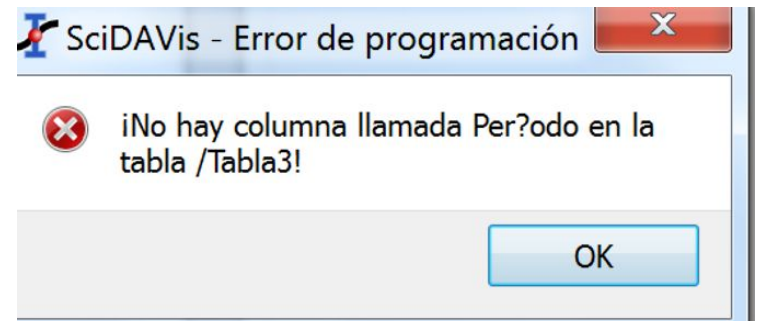 SciDAVis - Error de programación
¡No hay columna llamada Per?odo en la
tabla /Tabla3!
OK